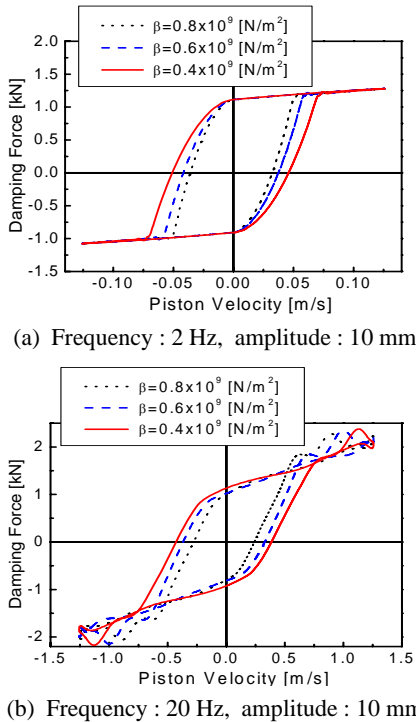 (a)
β=0.8x10⁹ [N/m²]
β=0.6x10⁹ [N/m²]
β=0.4x10⁹ [N/m²]
Damping Force [kN]
2.0
1.5
1.0
0.5
0.0
-0.5
-1.0
-1.5
-0.10 -0.05 0.00 0.05 0.10
Piston Velocity [m/s]
(a) Frequency : 2 Hz, amplitude : 10 mm
β=0.8x10⁹ [N/m²]
β=0.6x10⁹ [N/m²]
β=0.4x10⁹ [N/m²]
Damping Force [kN]
2
1
0
-1
-2
-1.5 -1.0 -0.5 0.0 0.5 1.0 1.5
Piston Velocity [m/s]
(b) Frequency : 20 Hz, amplitude : 10 mm